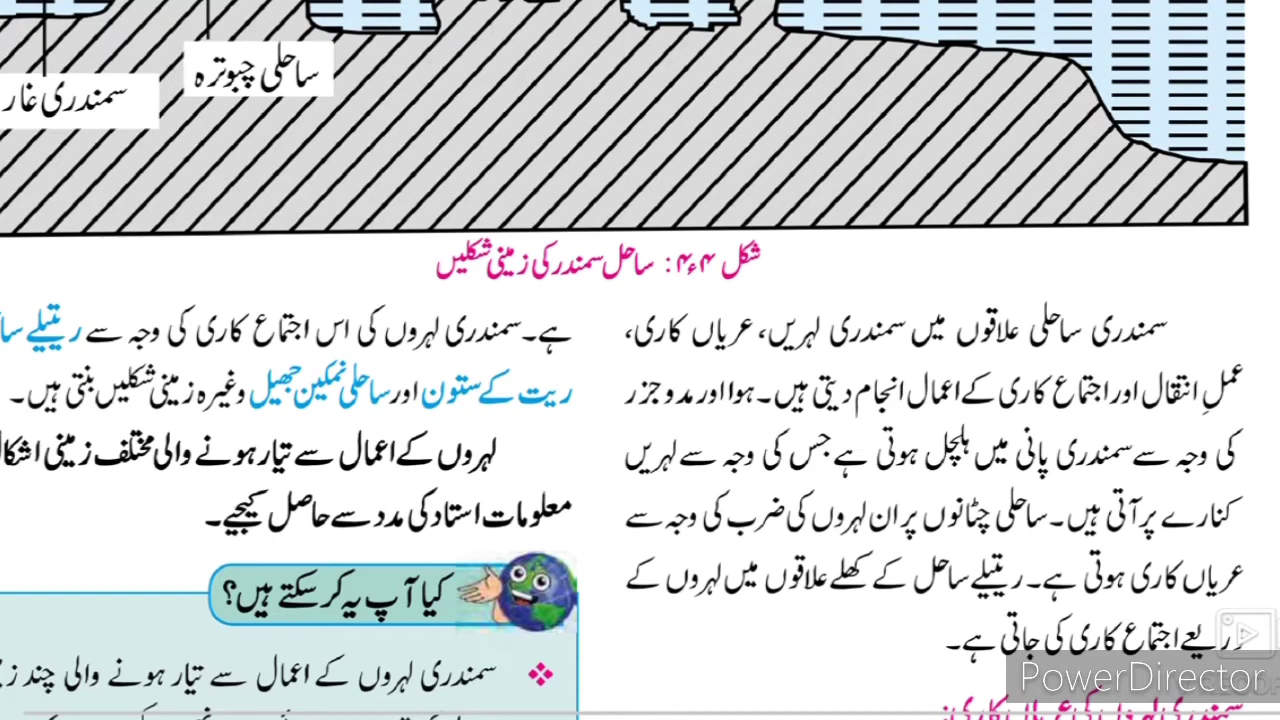 ساحلی چبوترہ
سمندری غار
شکل ۴ء۴ : ساحل سمندر کی زمینی شکلیں
سمندری ساحلی علاقوں میں سمندری لہریں، عریاں کاری،
عملِ انتقال اور اجتماع کاری کے اعمال انجام دیتی ہیں۔ ہوا اور مدوجزر
کی وجہ سے سمندری پانی میں ہلچل ہوتی ہے جس کی وجہ سے لہریں
کنارے پر آتی ہیں۔ ساحلی چٹانوں پر ان لہروں کی ضرب کی وجہ سے
عریاں کاری ہوتی ہے۔ ریتیلے ساحل کے کھلے علاقوں میں لہروں کے
ذریعے اجتماع کاری کی جاتی ہے۔
ہے۔ سمندری لہروں کی اس اجتماع کاری کی وجہ سے ریتیلے
ریت کے ستون اور ساحلی نمکین جھیل وغیرہ زمینی شکلیں بنتی ہیں۔
لہروں کے اعمال سے تیار ہونے والی مختلف زمینی
معلومات استاد کی مدد سے حاصل کیجیے۔
کیا آپ یہ کر سکتے ہیں؟
❖ سمندری لہروں کے اعمال سے تیار ہونے والی چند
PowerDirector